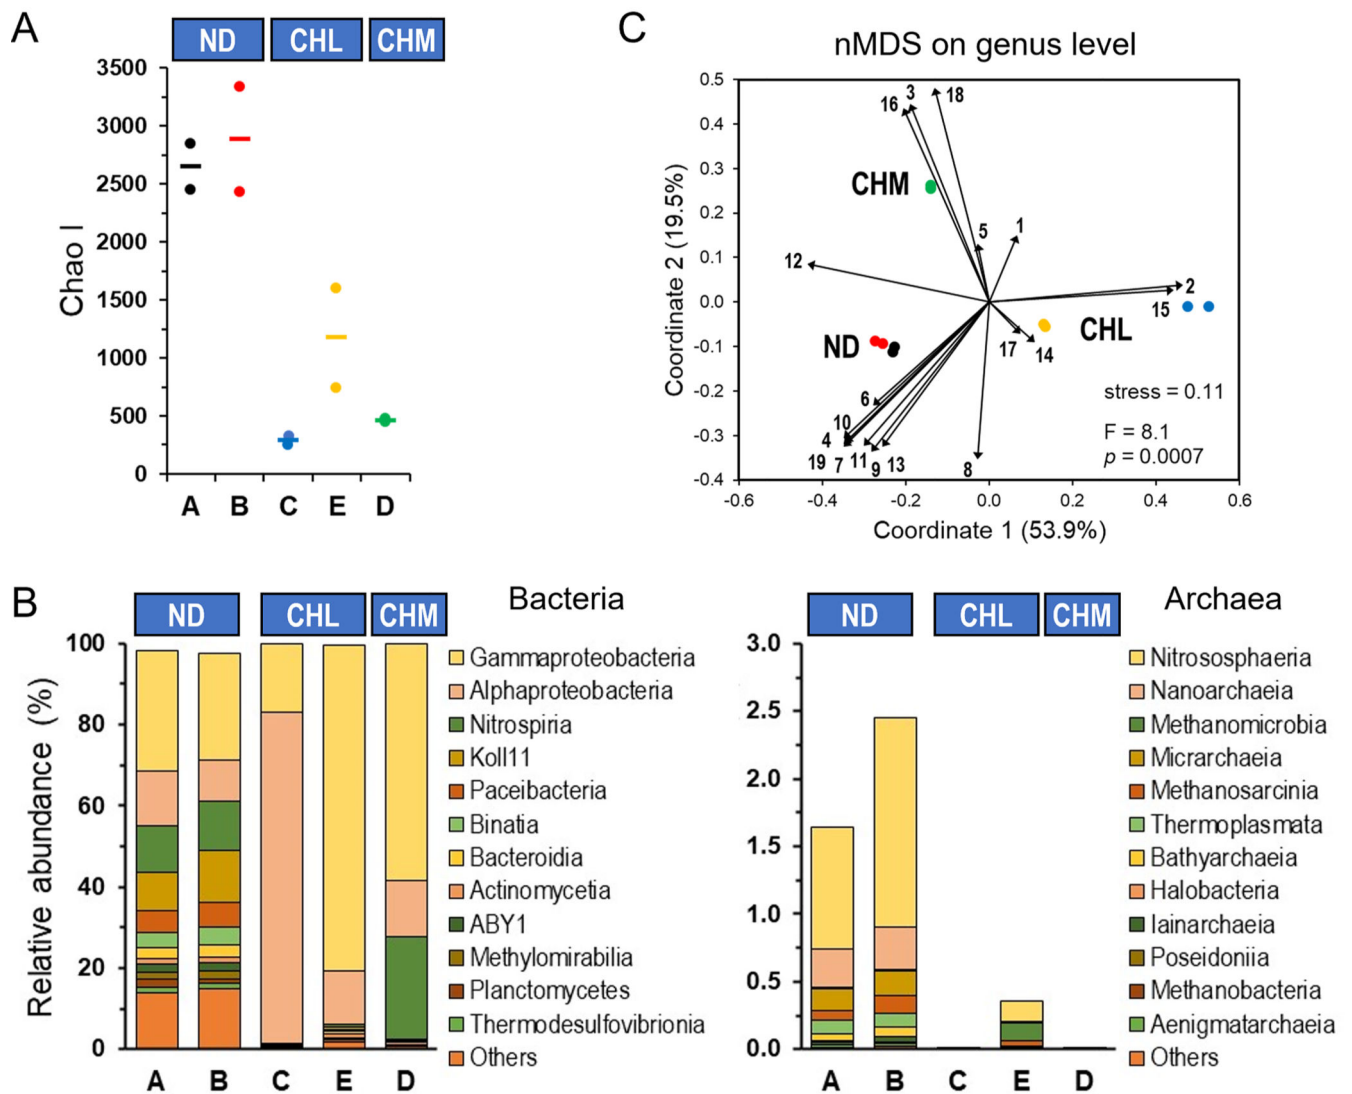 A
ND CHL CHM
3500
3000
2500
2000
1500
1000
500
0
Chao I
A B C E D
C
nMDS on genus level
0.5
0.4
0.3
0.2
0.1
0.0
-0.1
-0.2
-0.3
-0.4
Coordinate 2 (19.5%)
16 3 18
CHM
5 1
12
2
15
CHL
ND
17 14
6
10
4
19 7 11 9 13
8
stress = 0.11
F = 8.1
p = 0.0007
-0.6 -0.4 -0.2 0.0 0.2 0.4 0.6
Coordinate 1 (53.9%)
B
ND CHL CHM
Bacteria
100
80
60
40
20
0
Relative abundance (%)
A B C E D
Gammaproteobacteria
Alphaproteobacteria
Nitrospiria
Koll11
Paceibacteria
Binatia
Bacteroidia
Actinomycetia
ABY1
Methylomirabilia
Planctomycetes
Thermodesulfovibrionia
Others
ND CHL CHM
Archaea
3.0
2.5
2.0
1.5
1.0
0.5
0.0
A B C E D
Nitrososphaeria
Nanoarchaeia
Methanomicrobia
Micrarchaeia
Methanosarcinia
Thermoplasmata
Bathyarchaeia
Halobacteria
Iainarchaeia
Poseidoniia
Methanobacteria
Aenigmatarchaeia
Others